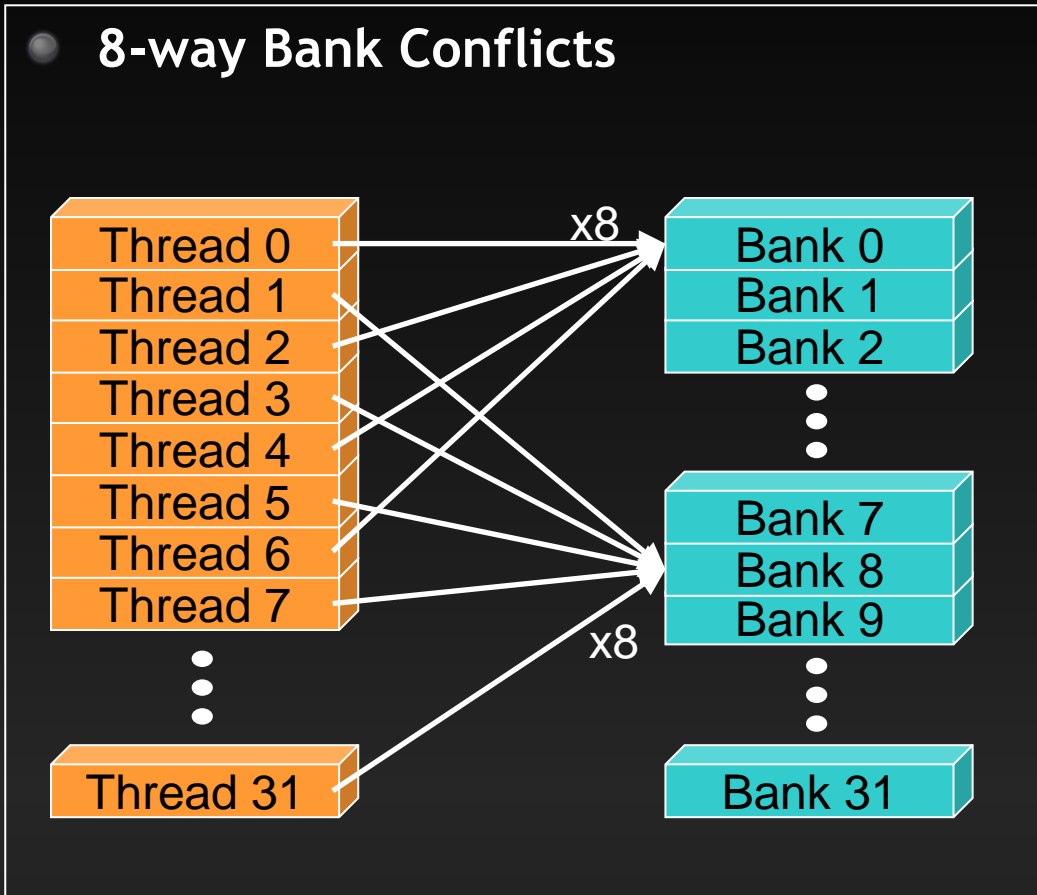 8-way Bank Conflicts
x8
Thread 0
Thread 1
Thread 2
Thread 3
Thread 4
Thread 5
Thread 6
Thread 7
Thread 31
Bank 0
Bank 1
Bank 2
Bank 7
Bank 8
Bank 9
x8
Bank 31